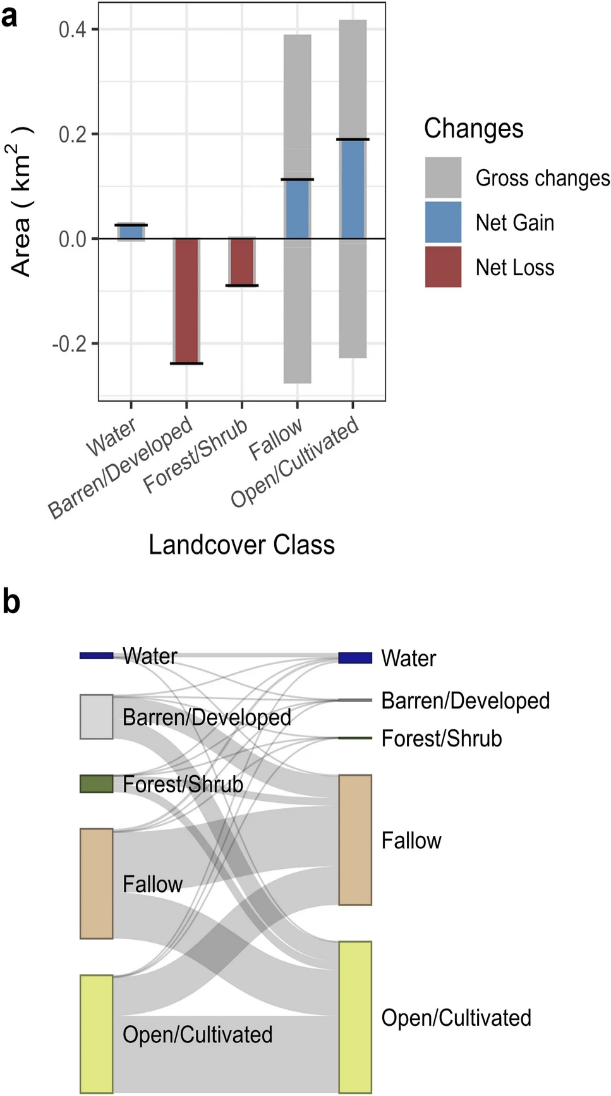 a
0.4
0.2
0.0
-0.2
Area ( km² )
Water
Barren/Developed
Forest/Shrub
Fallow
Open/Cultivated
Landcover Class
Changes
Gross changes
Net Gain
Net Loss
b
Water
Barren/Developed
Forest/Shrub
Fallow
Open/Cultivated
Water
Barren/Developed
Forest/Shrub
Fallow
Open/Cultivated